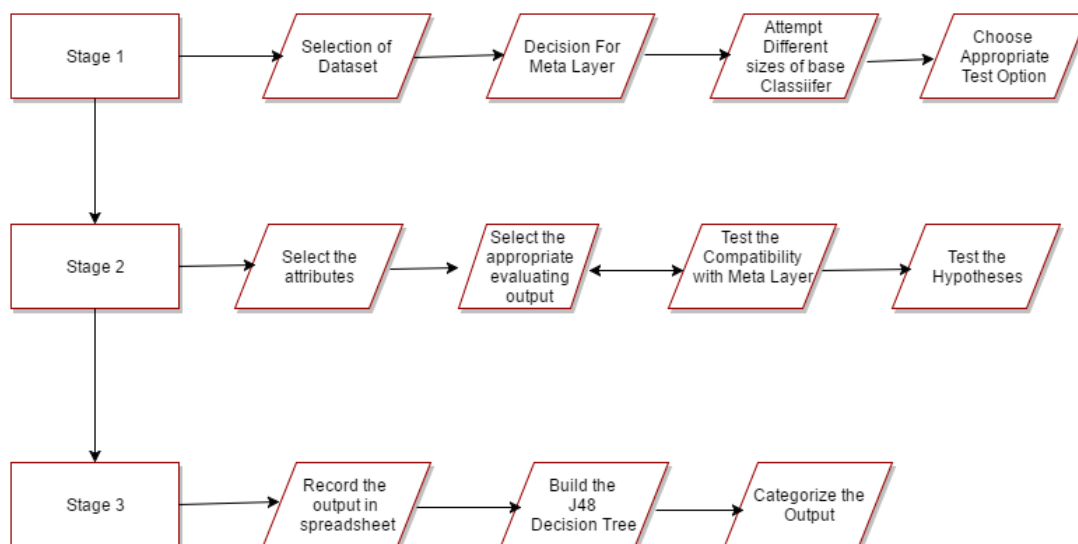 Stage 1
Selection of
Dataset
Decision For
Meta Layer
Attempt
Different
sizes of base
Classiifer
Choose
Appropriate
Test Option
Stage 2
Select the
attributes
Select the
appropriate
evaluating
output
Test the
Compatibility
with Meta Layer
Test the
Hypotheses
Stage 3
Record the
output in
spreadsheet
Build the
J48
Decision Tree
Categorize the
Output